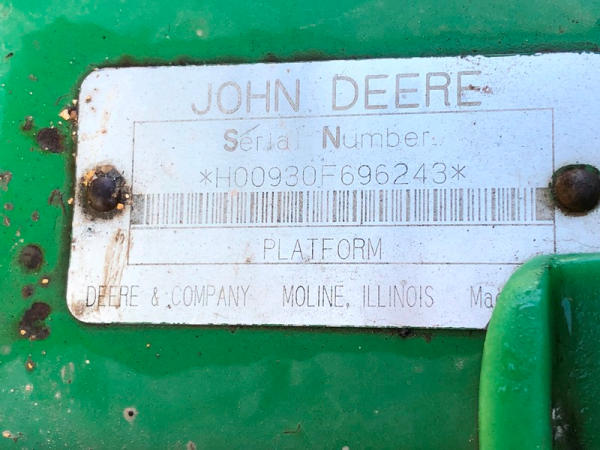 JOHN DEERE
Serial Number
*H00930F696243*
PLATFORM
DEERE & COMPANY MOLINE, ILLINOIS